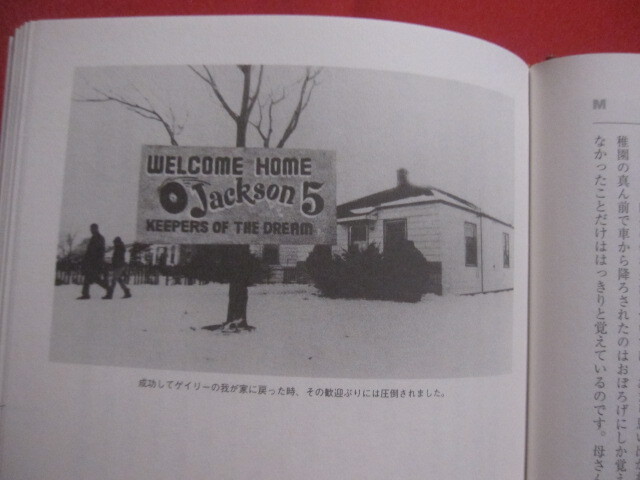 WELCOME HOME
Jackson 5
KEEPERS OF THE DREAM
成功してゲイリーの我が家に戻った時、その歓迎ぶりには圧倒されました。
M
稚園の真ん前で車から降ろされたのはおぼろげにしか覚え
なかったことだけははっきりと覚えているのです。母さん